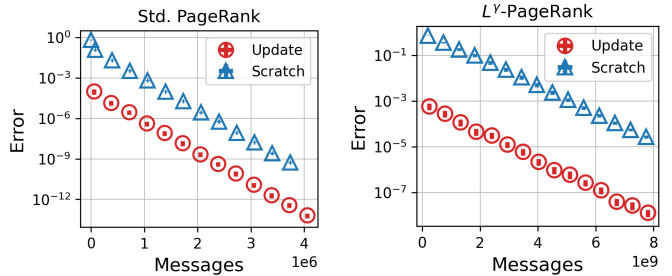 Std. PageRank
Error
10⁰
10⁻³
10⁻⁶
10⁻⁹
10⁻¹²
Update
Scratch
0
1
2
3
4
1e6
Messages
L^γ-PageRank
Error
10⁻¹
10⁻³
10⁻⁵
10⁻⁷
Update
Scratch
0
2
4
6
8
1e9
Messages